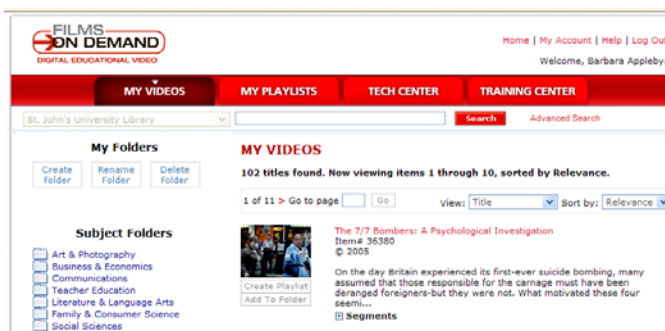 FILMS
ON DEMAND
DIGITAL EDUCATIONAL VIDEO
Home | My Account | Help | Log Out
Welcome, Barbara Appleby
MY VIDEOS
MY PLAYLISTS
TECH CENTER
TRAINING CENTER
St. John's University Library
Search
Advanced Search
My Folders
Create Folder
Rename Folder
Delete Folder
Subject Folders
Art & Photography
Business & Economics
Communications
Teacher Education
Literature & Language Arts
Family & Consumer Science
Social Sciences
MY VIDEOS
102 titles found. Now viewing items 1 through 10, sorted by Relevance.
1 of 11 > Go to page
Go
View: Title
Sort by: Relevance
Create Playlist
Add To Folder
The 7/7 Bombers: A Psychological Investigation
Item# 36380
© 2005
On the day Britain experienced its first-ever suicide bombing, many
assumed that those responsible for the carnage must have been
deranged foreigners-but they were not. What motivated these four
seemi...
Segments